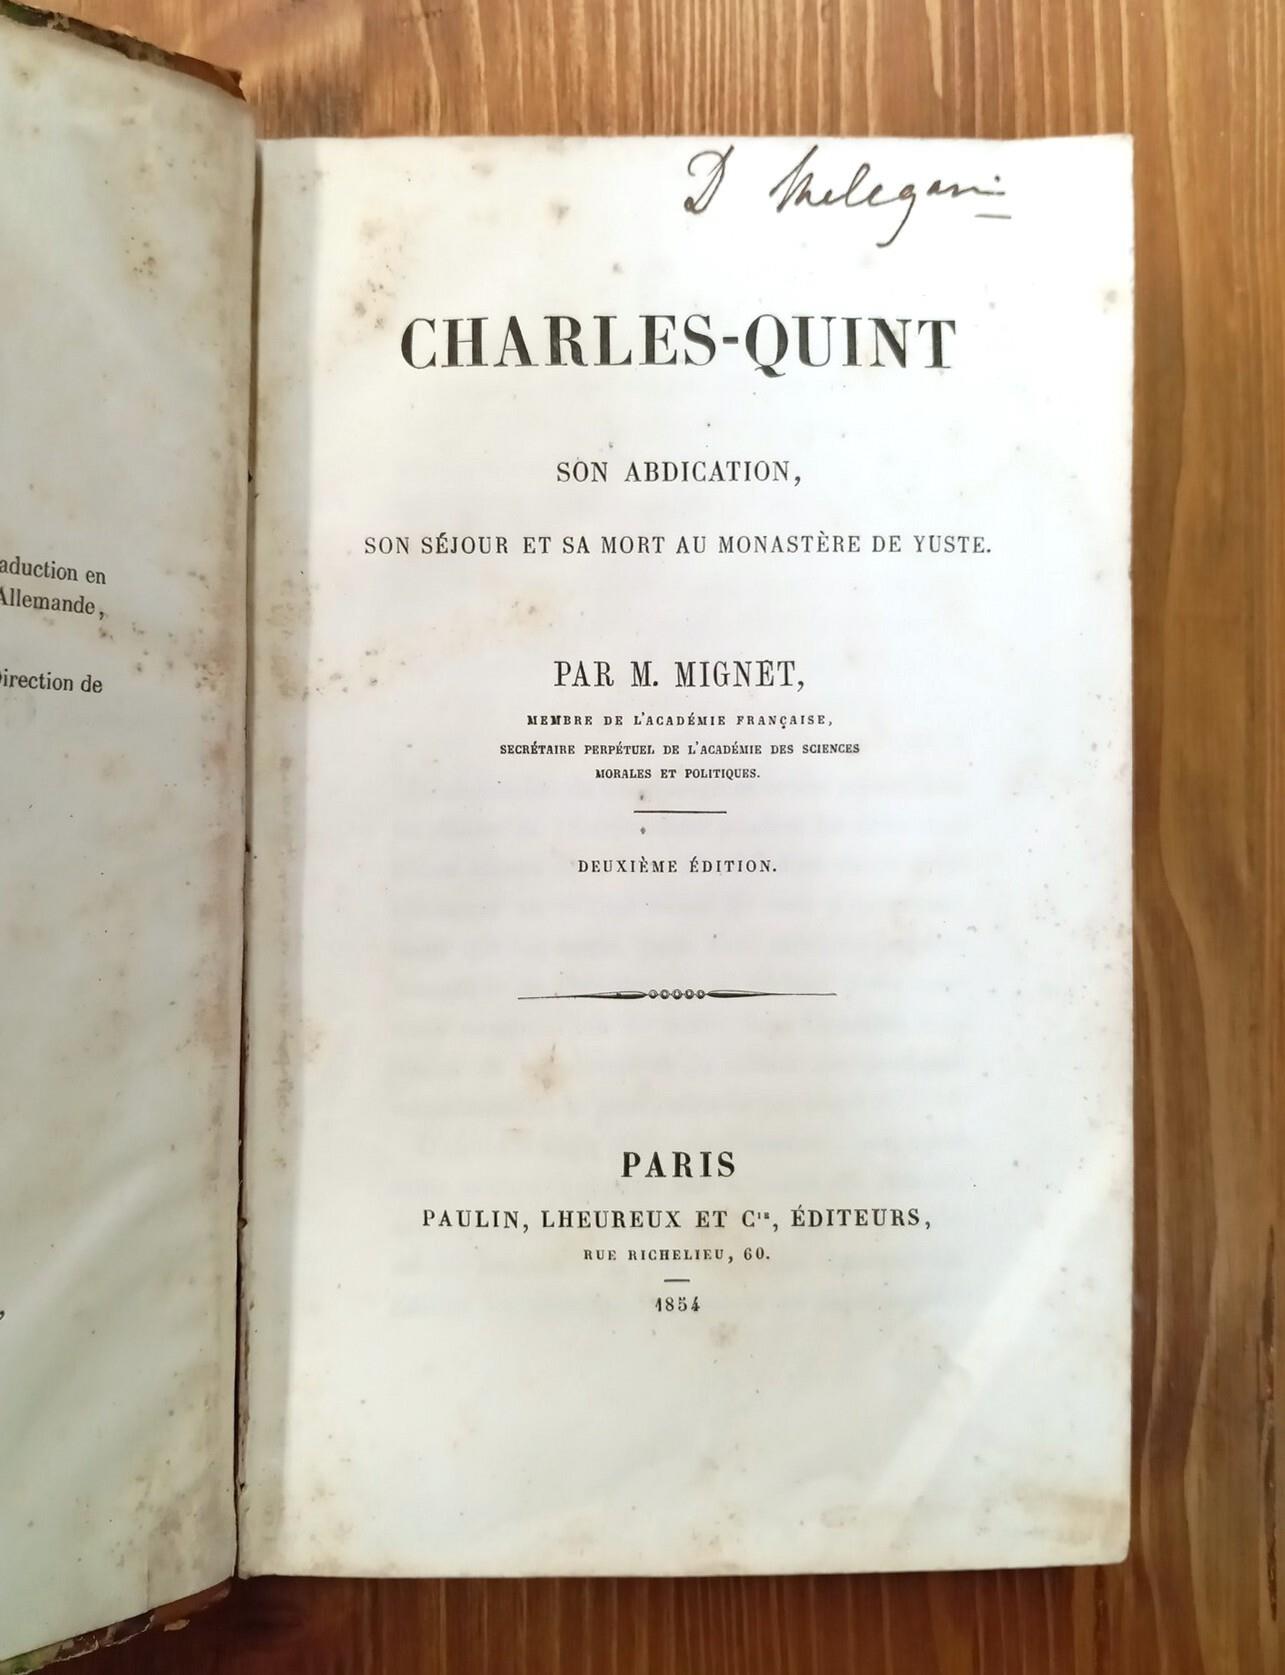 aduction en
Allemande,
irection de
D Melegari
CHARLES-QUINT
SON ABDICATION,
SON SÉJOUR ET SA MORT AU MONASTÈRE DE YUSTE.
PAR M. MIGNET,
MEMBRE DE L'ACADÉMIE FRANÇAISE,
SECRÉTAIRE PERPÉTUEL DE L'ACADÉMIE DES SCIENCES
MORALES ET POLITIQUES.
DEUXIÈME ÉDITION.
PARIS
PAULIN, LHEUREUX ET Cie, ÉDITEURS,
RUE RICHELIEU, 60.
1854